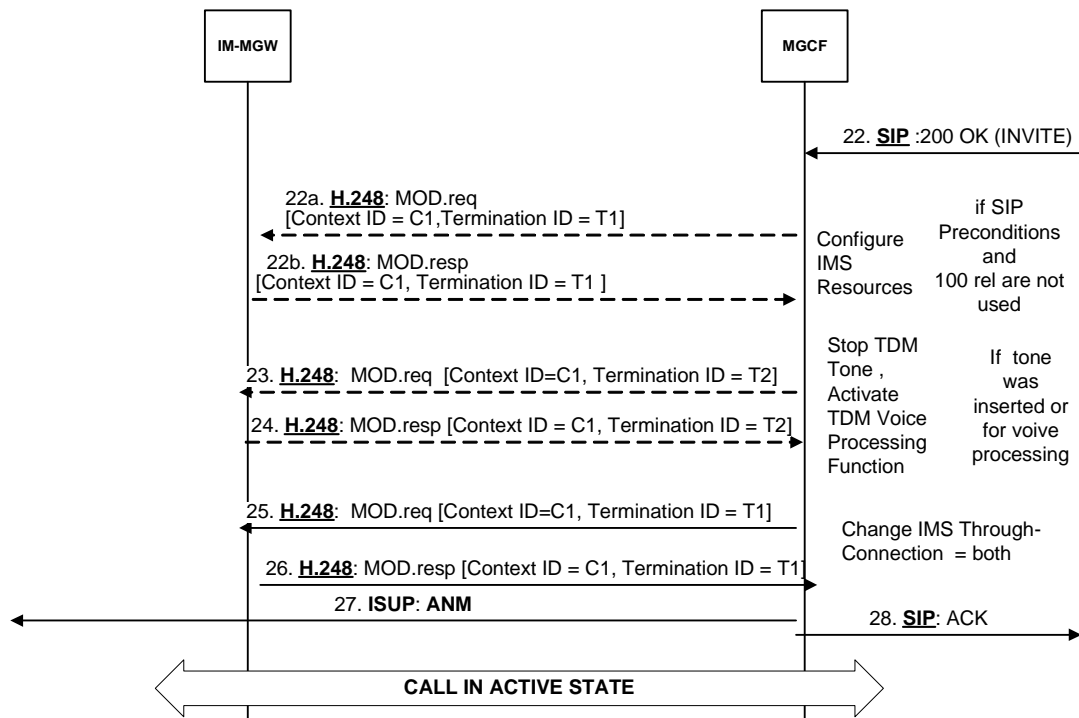 IM-MGW
MGCF
22. SIP :200 OK (INVITE)
22a. H.248: MOD.req
[Context ID = C1,Termination ID = T1]
22b. H.248: MOD.resp
[Context ID = C1, Termination ID = T1 ]
Configure
IMS
Resources
if SIP
Preconditions
and
100 rel are not
used
23. H.248: MOD.req [Context ID=C1, Termination ID = T2]
24. H.248: MOD.resp [Context ID = C1, Termination ID = T2]
Stop TDM
Tone ,
Activate
TDM Voice
Processing
Function
If tone
was
inserted or
for voive
processing
25. H.248: MOD.req [Context ID=C1, Termination ID = T1]
26. H.248: MOD.resp [Context ID = C1, Termination ID = T1]
Change IMS Through-
Connection = both
27. ISUP: ANM
28. SIP: ACK
CALL IN ACTIVE STATE